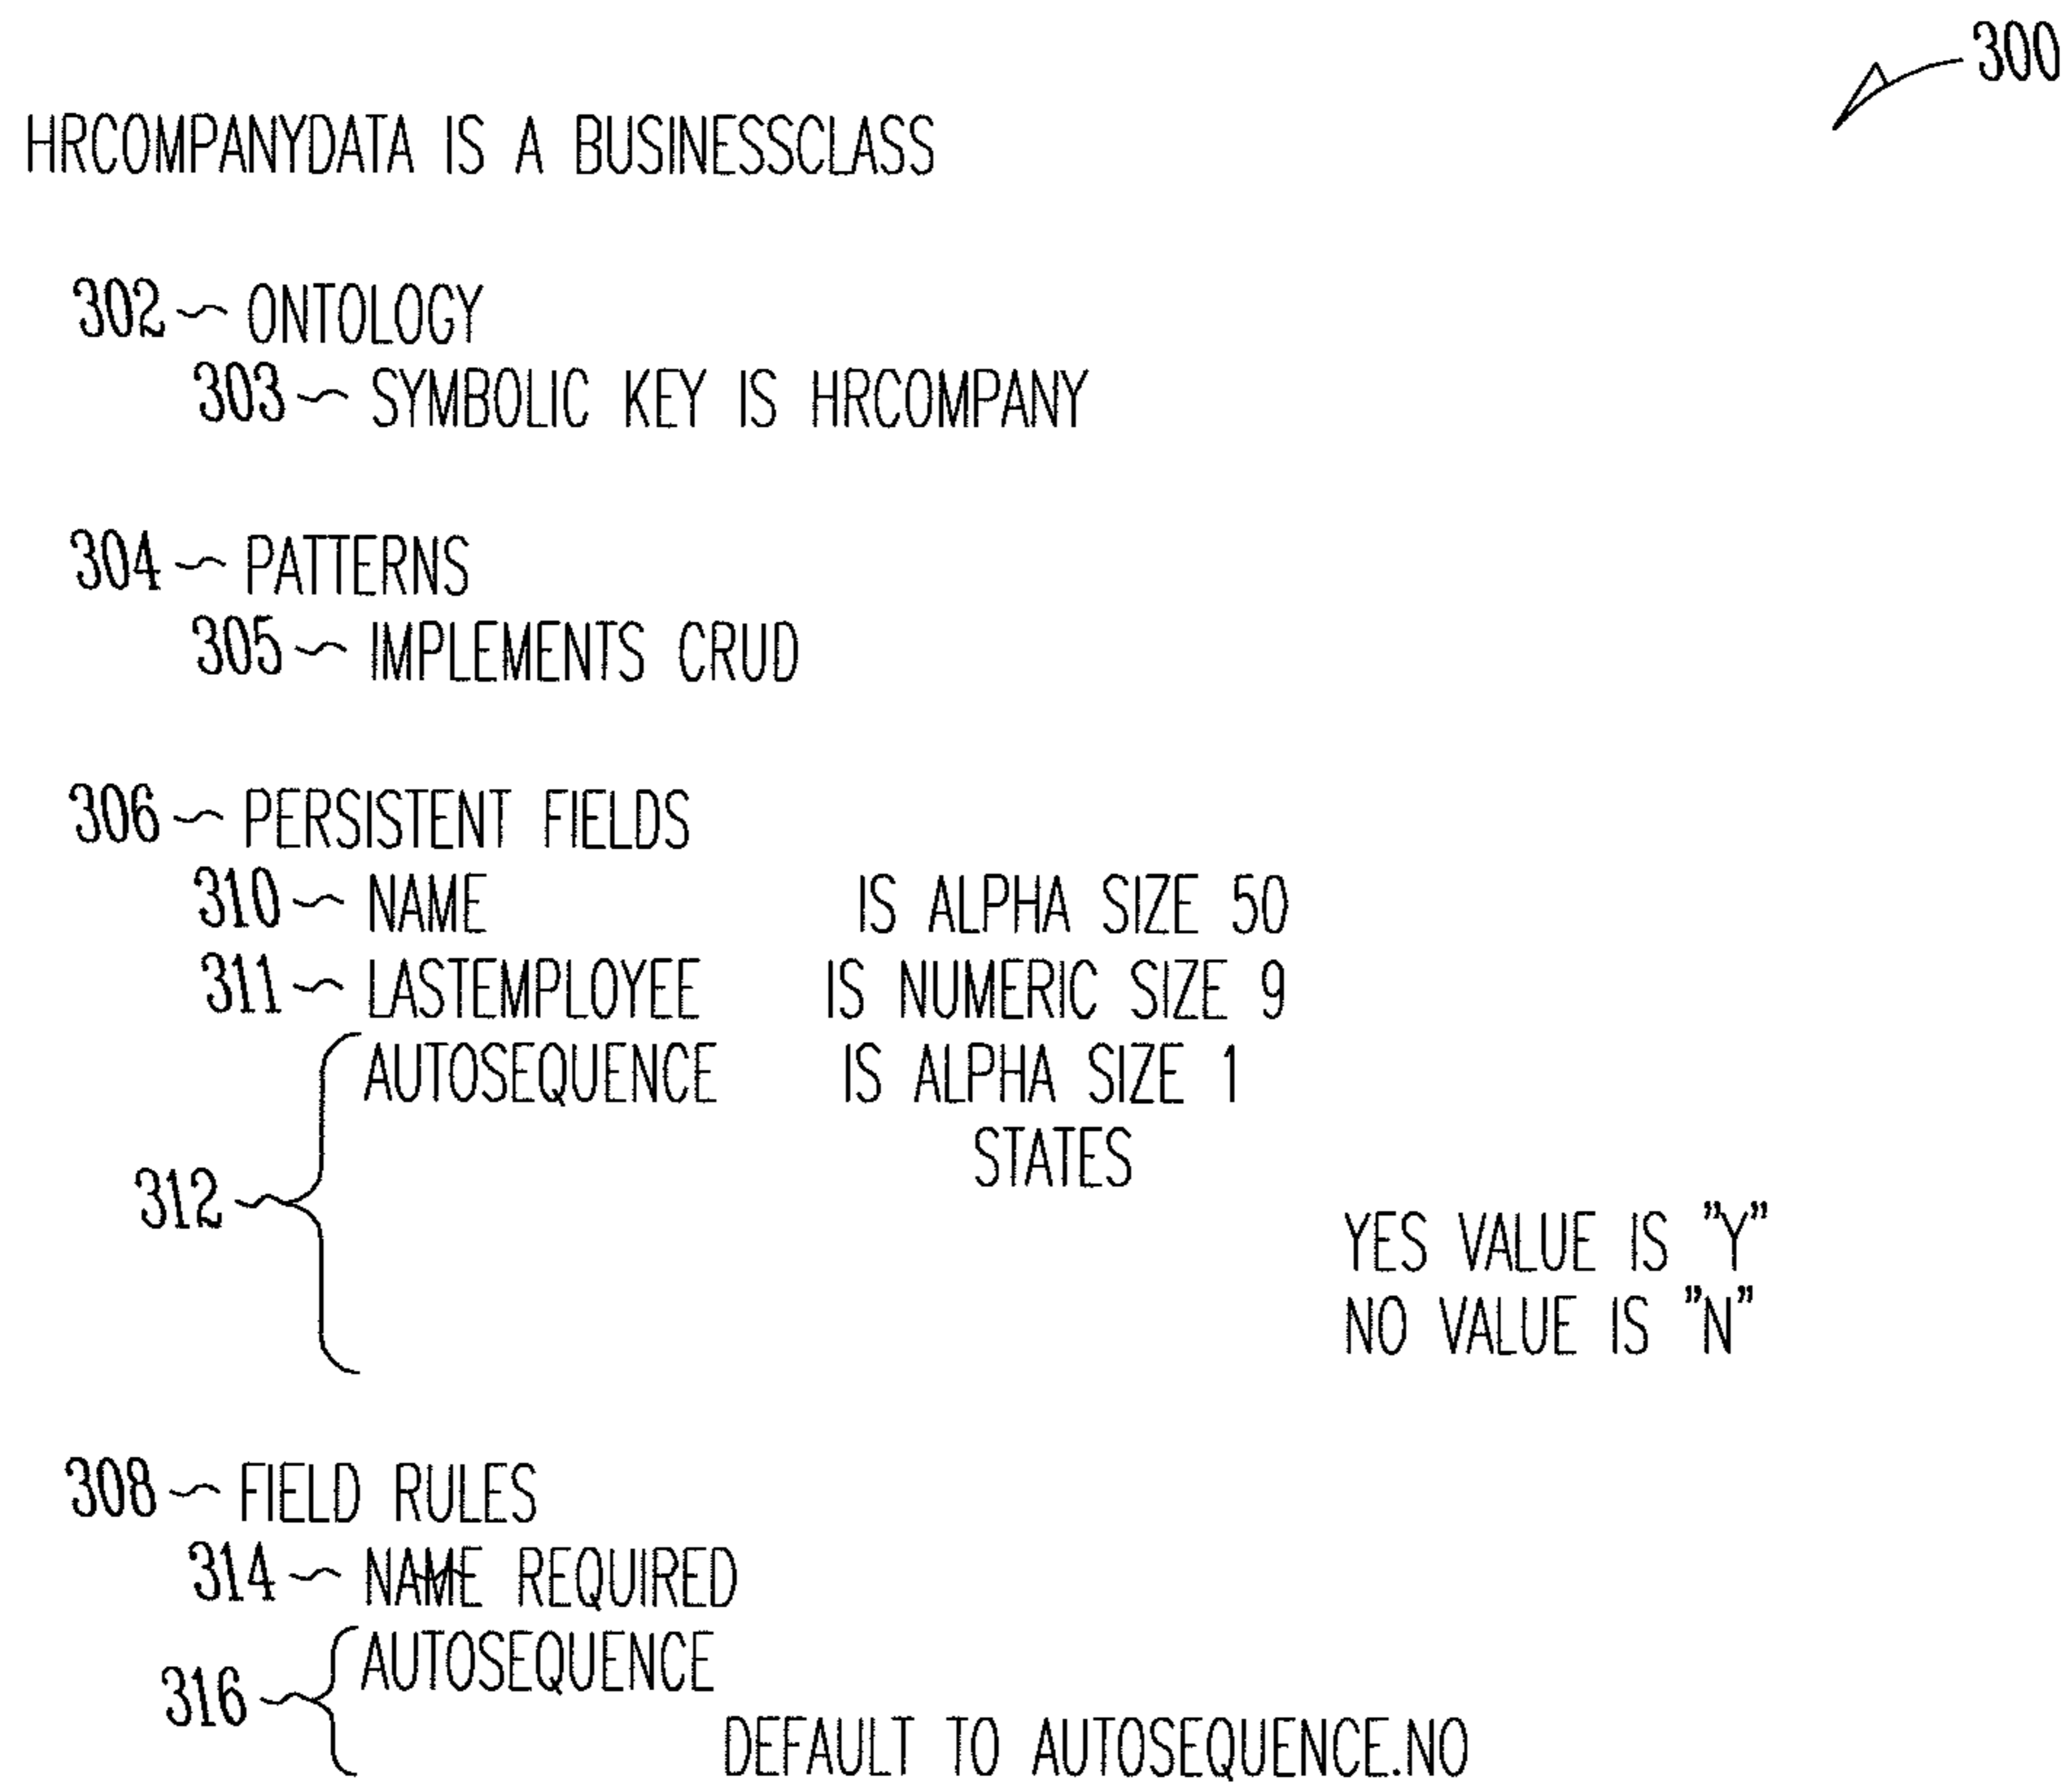 300
HRCOMPANYDATA IS A BUSINESSCLASS
302 ONTOLOGY
303 SYMBOLIC KEY IS HRCOMPANY
304 PATTERNS
305 IMPLEMENTS CRUD
306 PERSISTENT FIELDS
310 NAME IS ALPHA SIZE 50
311 LASTEMPLOYEE IS NUMERIC SIZE 9
AUTOSEQUENCE IS ALPHA SIZE 1
STATES
312
YES VALUE IS "Y"
NO VALUE IS "N"
308 FIELD RULES
314 NAME REQUIRED
AUTOSEQUENCE
316
DEFAULT TO AUTOSEQUENCE.NO